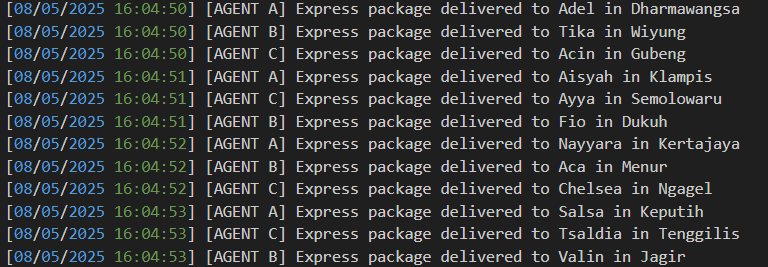 [08/05/2025 16:04:50] [AGENT A] Express package delivered to Adel in Dharmawangsa
[08/05/2025 16:04:50] [AGENT B] Express package delivered to Tika in Wiyung
[08/05/2025 16:04:50] [AGENT C] Express package delivered to Acin in Gubeng
[08/05/2025 16:04:51] [AGENT A] Express package delivered to Aisyah in Klampis
[08/05/2025 16:04:51] [AGENT C] Express package delivered to Ayya in Semolowaru
[08/05/2025 16:04:51] [AGENT B] Express package delivered to Fio in Dukuh
[08/05/2025 16:04:52] [AGENT A] Express package delivered to Nayyara in Kertajaya
[08/05/2025 16:04:52] [AGENT B] Express package delivered to Aca in Menur
[08/05/2025 16:04:52] [AGENT C] Express package delivered to Chelsea in Ngagel
[08/05/2025 16:04:53] [AGENT A] Express package delivered to Salsa in Keputih
[08/05/2025 16:04:53] [AGENT C] Express package delivered to Tsaldia in Tenggilis
[08/05/2025 16:04:53] [AGENT B] Express package delivered to Valin in Jagir